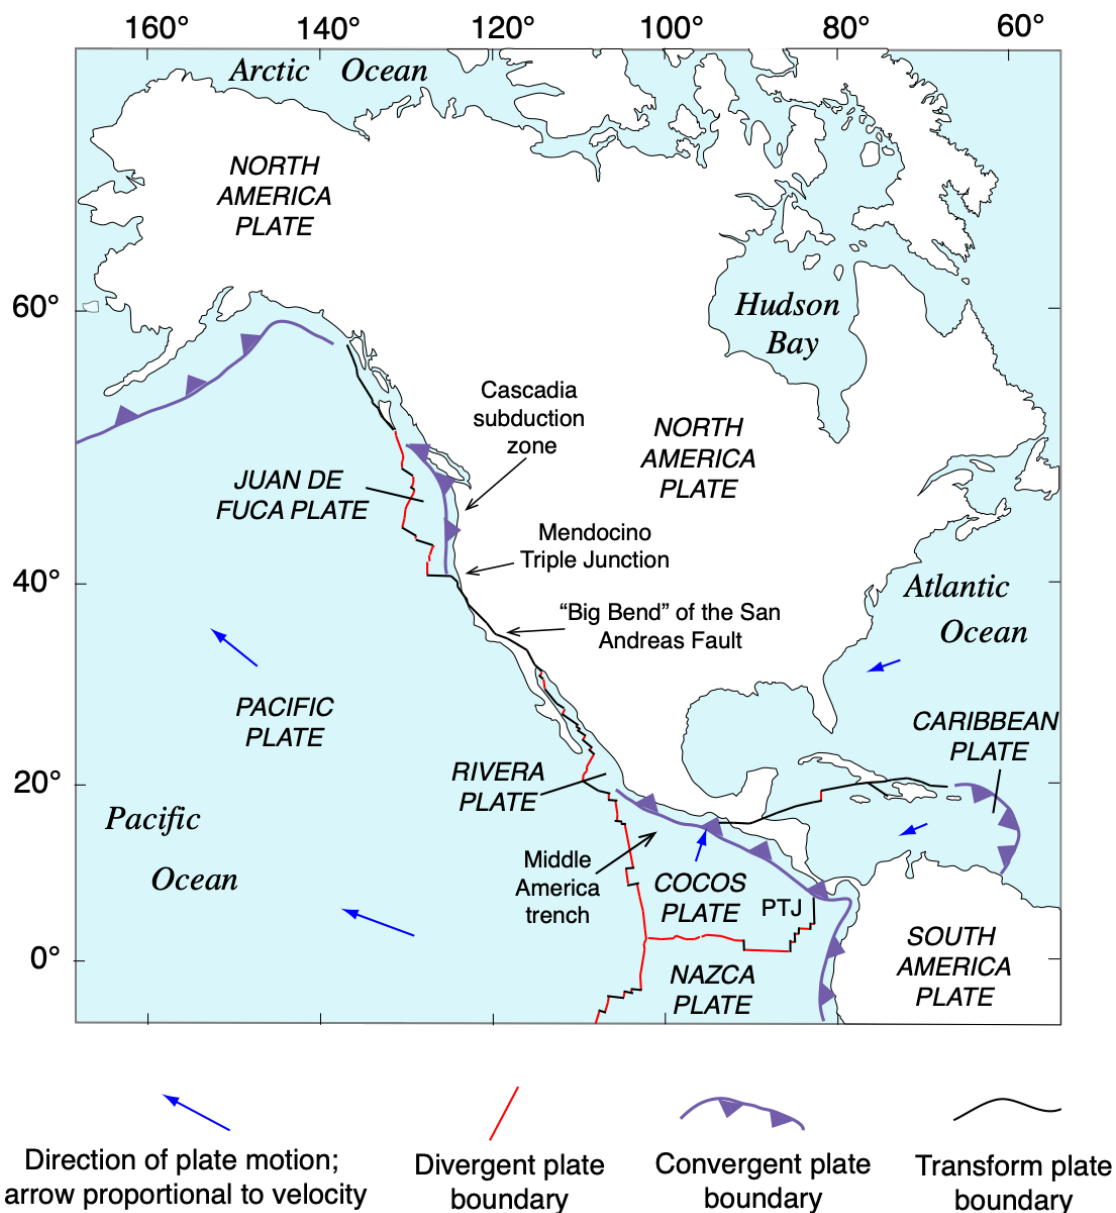 160°
140°
120°
100°
80°
60°
Arctic Ocean
NORTH
AMERICA
PLATE
60°
Hudson
Bay
Cascadia
subduction
zone
NORTH
AMERICA
PLATE
JUAN DE
FUCA PLATE
Mendocino
Triple Junction
40°
Atlantic
Ocean
“Big Bend” of the San
Andreas Fault
PACIFIC
PLATE
CARIBBEAN
PLATE
RIVERA
PLATE
20°
Pacific
Ocean
Middle
America
trench
COCOS
PLATE
PTJ
0°
NAZCA
PLATE
SOUTH
AMERICA
PLATE
Direction of plate motion;
arrow proportional to velocity
Divergent plate
boundary
Convergent plate
boundary
Transform plate
boundary